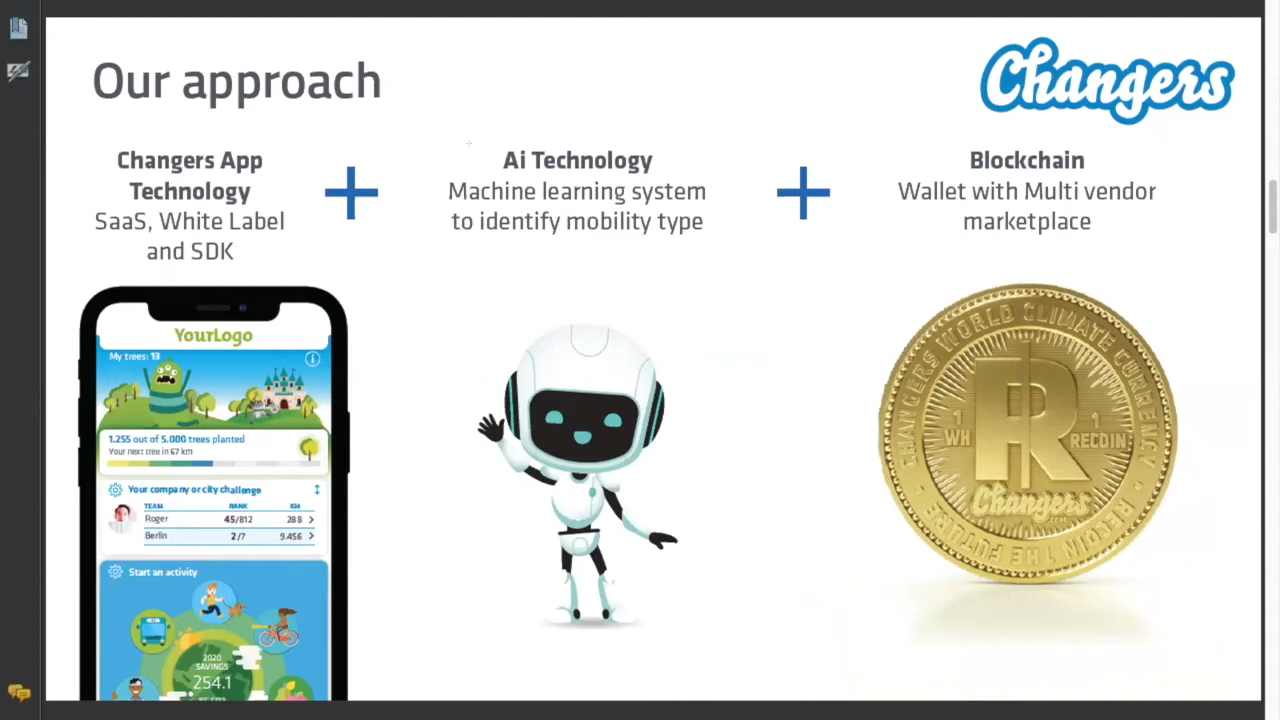 Our approach
Changers
Changers App
Technology
SaaS, White Label
and SDK
Ai Technology
Machine learning system
to identify mobility type
Blockchain
Wallet with Multi vendor
marketplace
YourLogo
My trees: 13
1.255 out of 5.000 trees planted
Your next tree in 67 km
Your company or city challenge
TEAM RANK KM
Roger 45/812 288
Berlin 2/7 9.456
Start an activity
2020
SAVINGS
254.1
CHANGERS WORLD CLIMATE CURRENCY
1 WH
1 RECOIN
R
Changers
.COM
RECOIN THE FUTURE